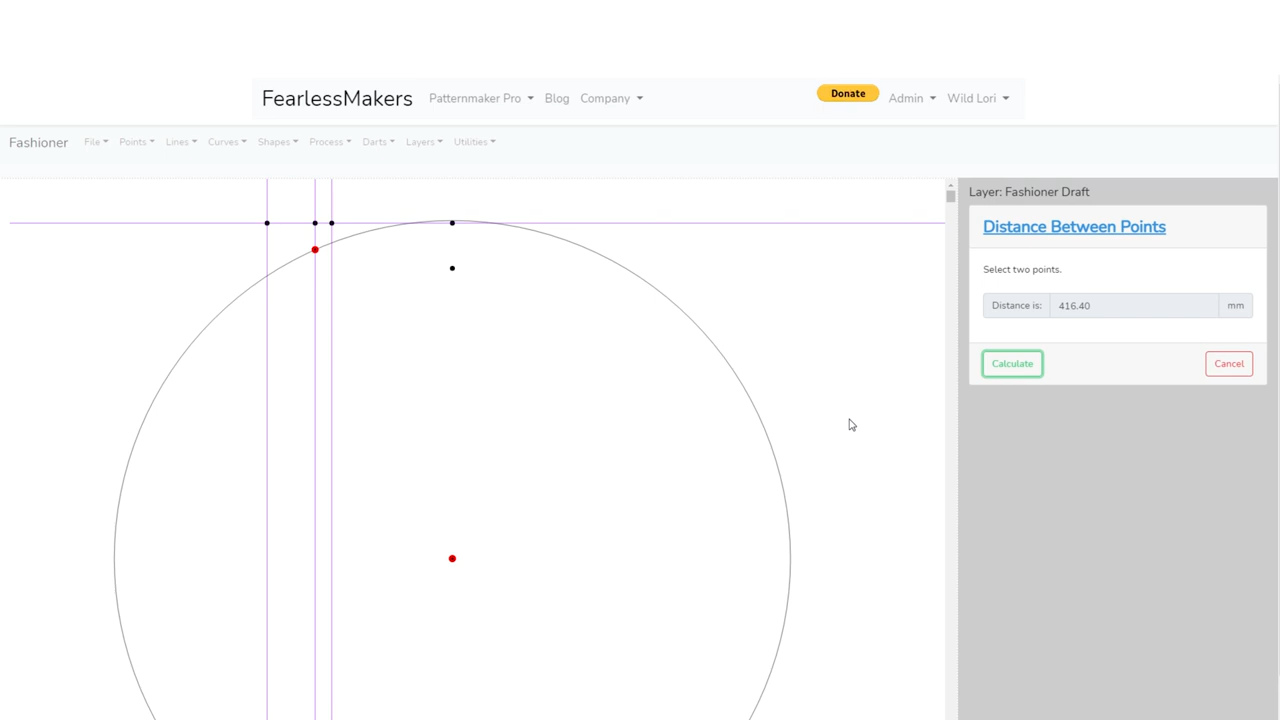 FearlessMakers Patternmaker Pro Blog Company Donate Admin Wild Lori
Fashioner File Points Lines Curves Shapes Process Darts Layers Utilities
Layer: Fashioner Draft
Distance Between Points
Select two points.
Distance is: 416.40 mm
Calculate Cancel